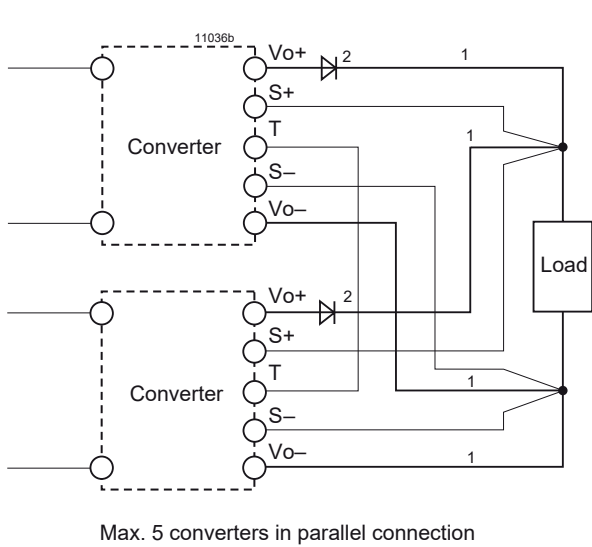 11036b
Vo+
2
1
S+
T
1
Converter
S–
Vo–
Load
Vo+
2
S+
T
1
Converter
S–
Vo–
1
Max. 5 converters in parallel connection